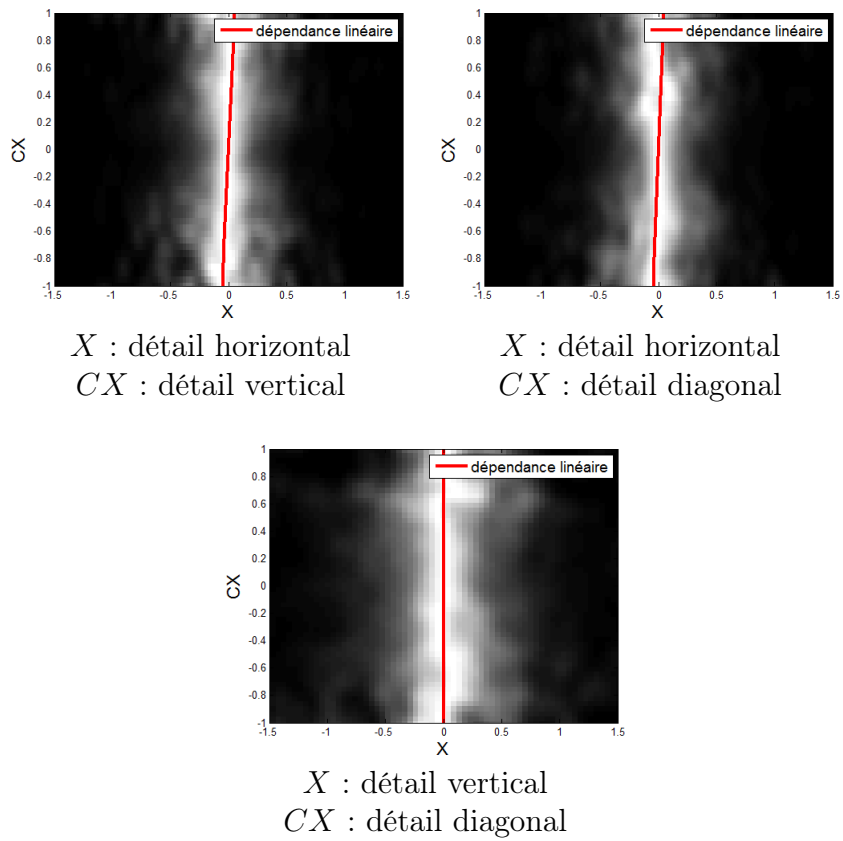 dépendance linéaire
CX
1
0.8
0.6
0.4
0.2
0
-0.2
-0.4
-0.6
-0.8
-1
-1.5 -1 -0.5 0 0.5 1 1.5
X
X : détail horizontal
CX : détail vertical
dépendance linéaire
CX
1
0.8
0.6
0.4
0.2
0
-0.2
-0.4
-0.6
-0.8
-1
-1.5 -1 -0.5 0 0.5 1 1.5
X
X : détail horizontal
CX : détail diagonal
dépendance linéaire
CX
1
0.8
0.6
0.4
0.2
0
-0.2
-0.4
-0.6
-0.8
-1
-1.5 -1 -0.5 0 0.5 1 1.5
X
X : détail vertical
CX : détail diagonal